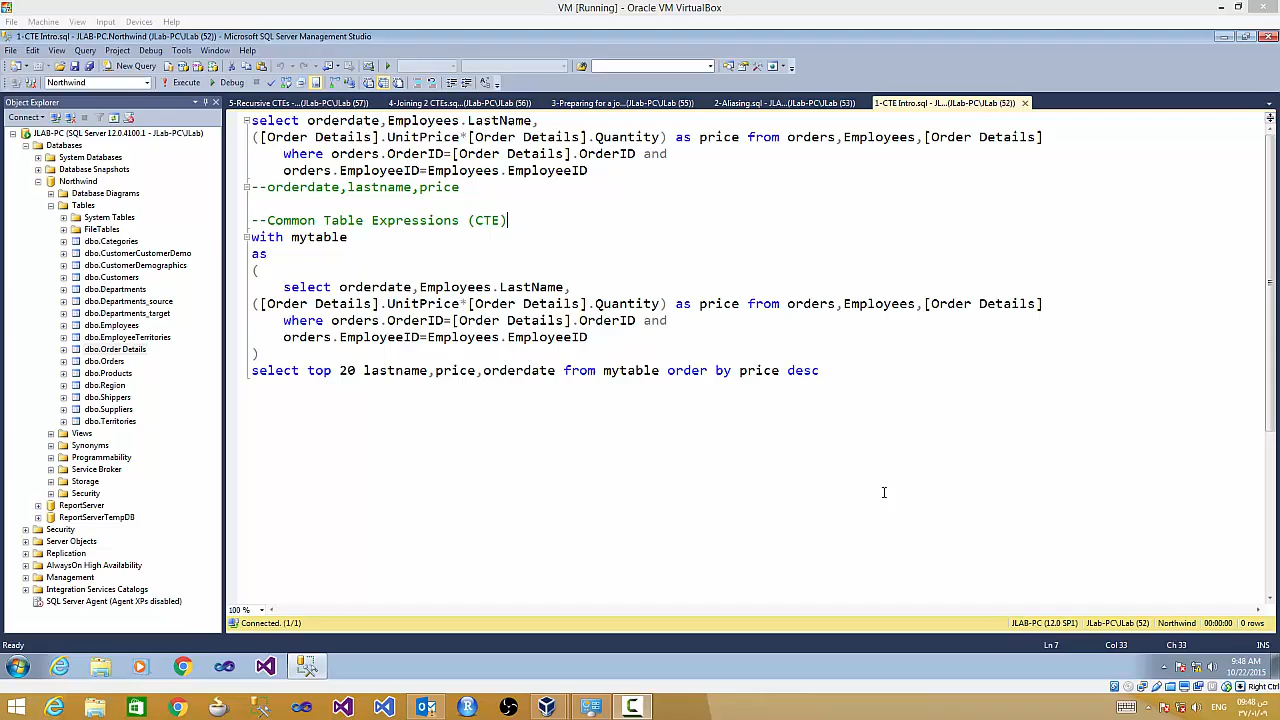 VM [Running] - Oracle VM VirtualBox
File Machine View Input Devices Help
1-CTE Intro.sql - JLAB-PC.Northwind (JLab-PC\JLab (52)) - Microsoft SQL Server Management Studio
File Edit View Query Project Debug Tools Window Help
New Query
Northwind Execute Debug
Object Explorer
5-Recursive CTEs -...(JLab-PC\JLab (57)) 4-Joining 2 CTEs.sq...(JLab-PC\JLab (56)) 3-Preparing for a jo...(JLab-PC\JLab (55)) 2-Aliasing.sql - JLA...(JLab-PC\JLab (53)) 1-CTE Intro.sql - JL...(JLab-PC\JLab (52))
Connect
JLAB-PC (SQL Server 12.0.4100.1 - JLab-PC\JLab)
Databases
System Databases
Database Snapshots
Northwind
Database Diagrams
Tables
System Tables
FileTables
dbo.Categories
dbo.CustomerCustomerDemo
dbo.CustomerDemographics
dbo.Customers
dbo.Departments
dbo.Departments_source
dbo.Departments_target
dbo.Employees
dbo.EmployeeTerritories
dbo.Order Details
dbo.Orders
dbo.Products
dbo.Region
dbo.Shippers
dbo.Suppliers
dbo.Territories
Views
Synonyms
Programmability
Service Broker
Storage
Security
ReportServer
ReportServerTempDB
Security
Server Objects
Replication
AlwaysOn High Availability
Management
Integration Services Catalogs
SQL Server Agent (Agent XPs disabled)
select orderdate,Employees.LastName,
([Order Details].UnitPrice*[Order Details].Quantity) as price from orders,Employees,[Order Details]
where orders.OrderID=[Order Details].OrderID and
orders.EmployeeID=Employees.EmployeeID
--orderdate,lastname,price
--Common Table Expressions (CTE)
with mytable
as
(
select orderdate,Employees.LastName,
([Order Details].UnitPrice*[Order Details].Quantity) as price from orders,Employees,[Order Details]
where orders.OrderID=[Order Details].OrderID and
orders.EmployeeID=Employees.EmployeeID
)
select top 20 lastname,price,orderdate from mytable order by price desc
100 %
Connected. (1/1) JLAB-PC (12.0 SP1) JLab-PC\JLab (52) Northwind 00:00:00 0 rows
Ready Ln 7 Col 33 Ch 33 INS
9:48 AM
10/22/2015
Right Ctrl
ENG